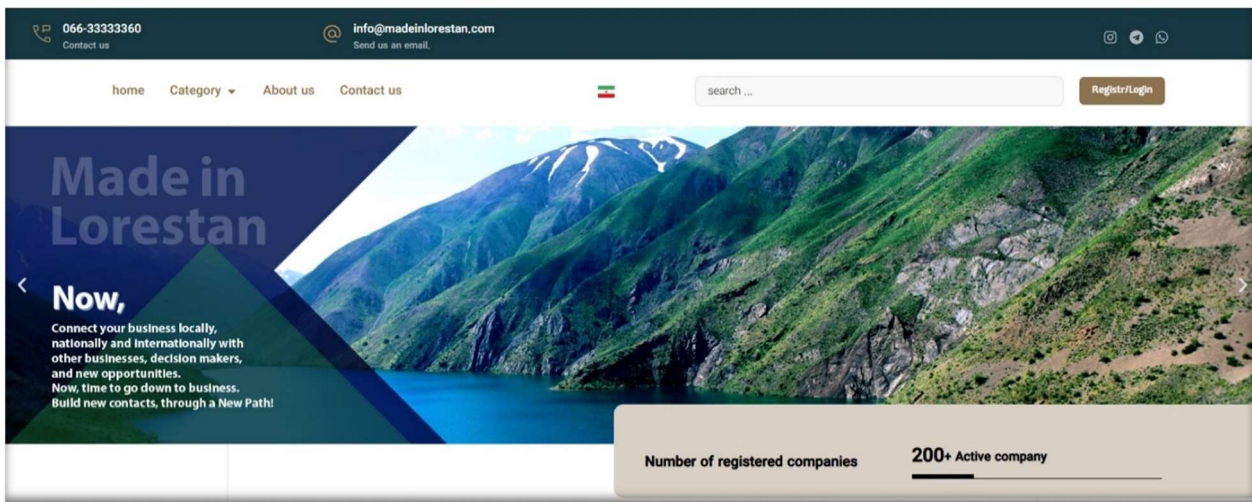 066-33333360
Contact us
info@madeinlorestan.com
Send us an email,
home
Category
About us
Contact us
search ...
Registr/Login
Made in
Lorestan
Now,
Connect your business locally,
nationally and internationally with
other businesses, decision makers,
and new opportunities.
Now, time to go down to business.
Build new contacts, through a New Path!
Number of registered companies
200+ Active company